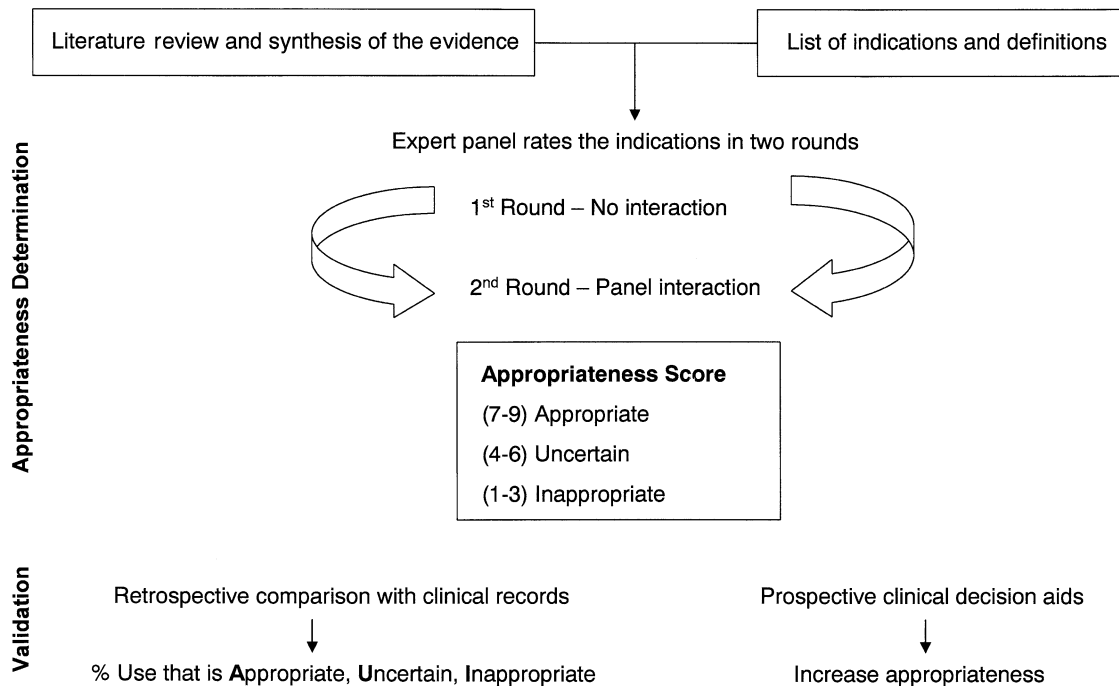 Literature review and synthesis of the evidence
List of indications and definitions
Appropriateness Determination
Expert panel rates the indications in two rounds
1st Round – No interaction
2nd Round – Panel interaction
Appropriateness Score
(7-9) Appropriate
(4-6) Uncertain
(1-3) Inappropriate
Validation
Retrospective comparison with clinical records
Prospective clinical decision aids
% Use that is Appropriate, Uncertain, Inappropriate
Increase appropriateness